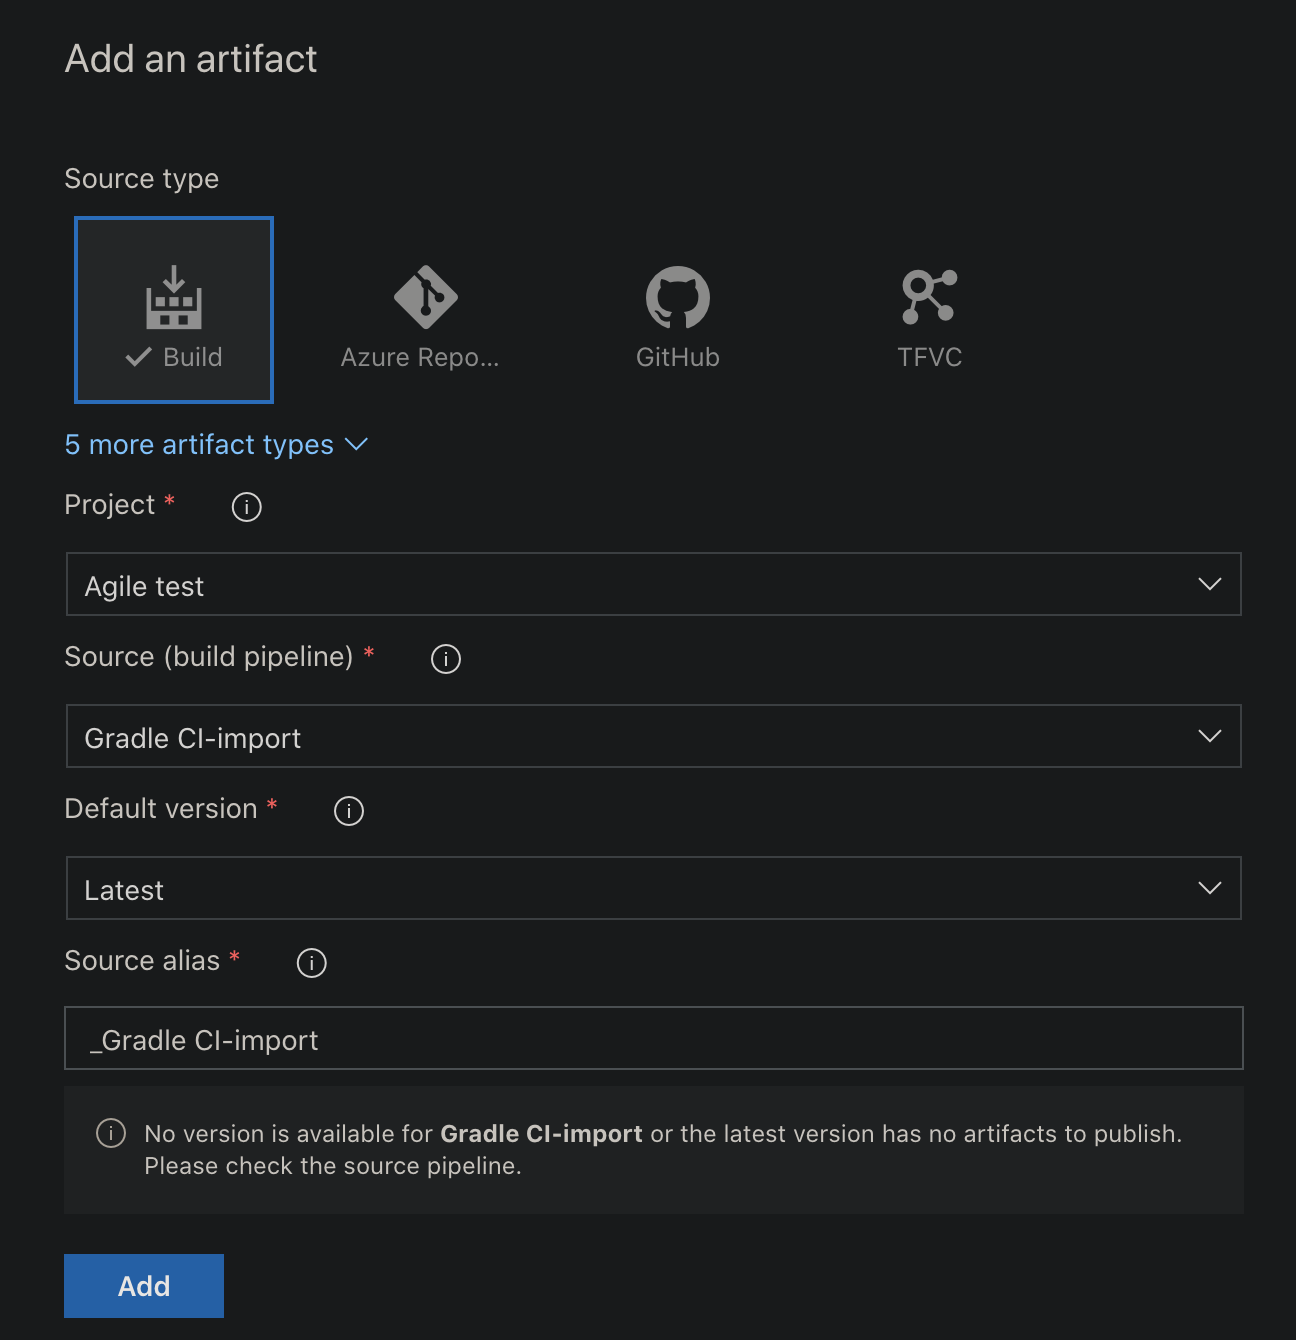 Add an artifact
Source type
Build
Azure Repo...
GitHub
TFVC
5 more artifact types
Project *
Agile test
Source (build pipeline) *
Gradle CI-import
Default version *
Latest
Source alias *
_Gradle CI-import
No version is available for Gradle CI-import or the latest version has no artifacts to publish.
Please check the source pipeline.
Add